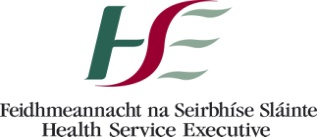 HSE
Feidhmeannacht na Seirbhíse Sláinte
Health Service Executive